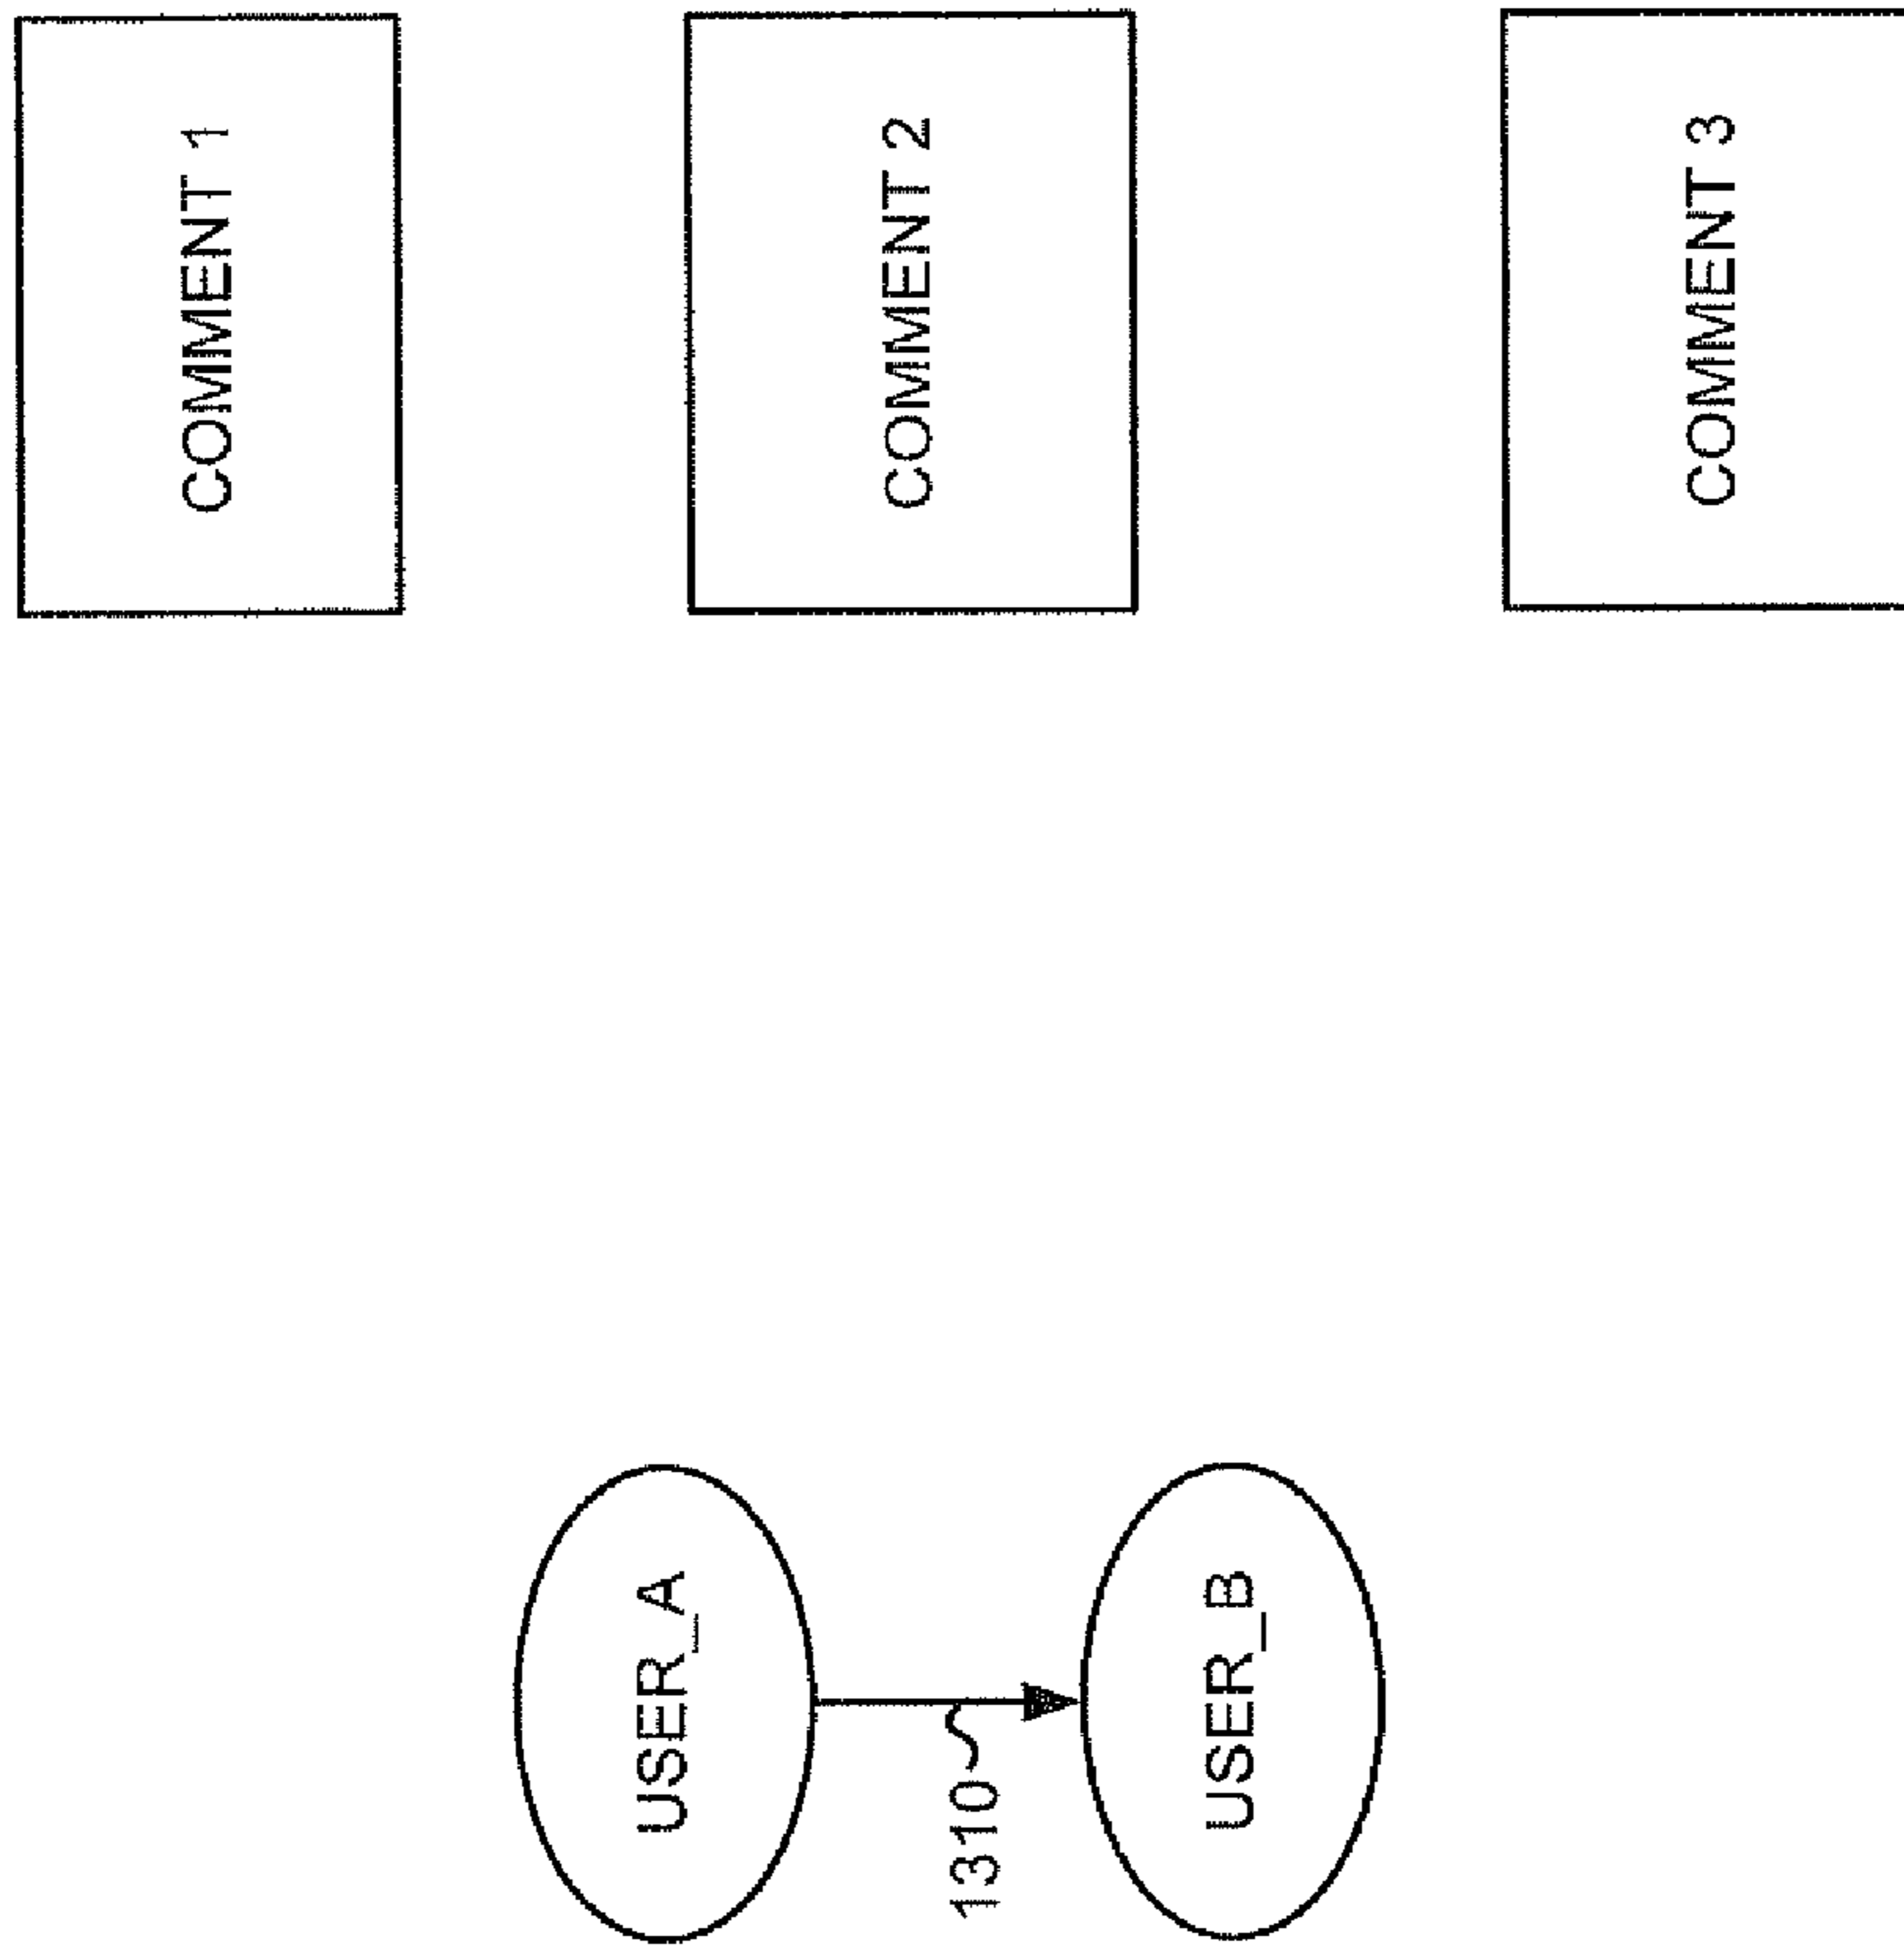 COMMENT 1
COMMENT 2
COMMENT 3
USER_A
1310
USER_B